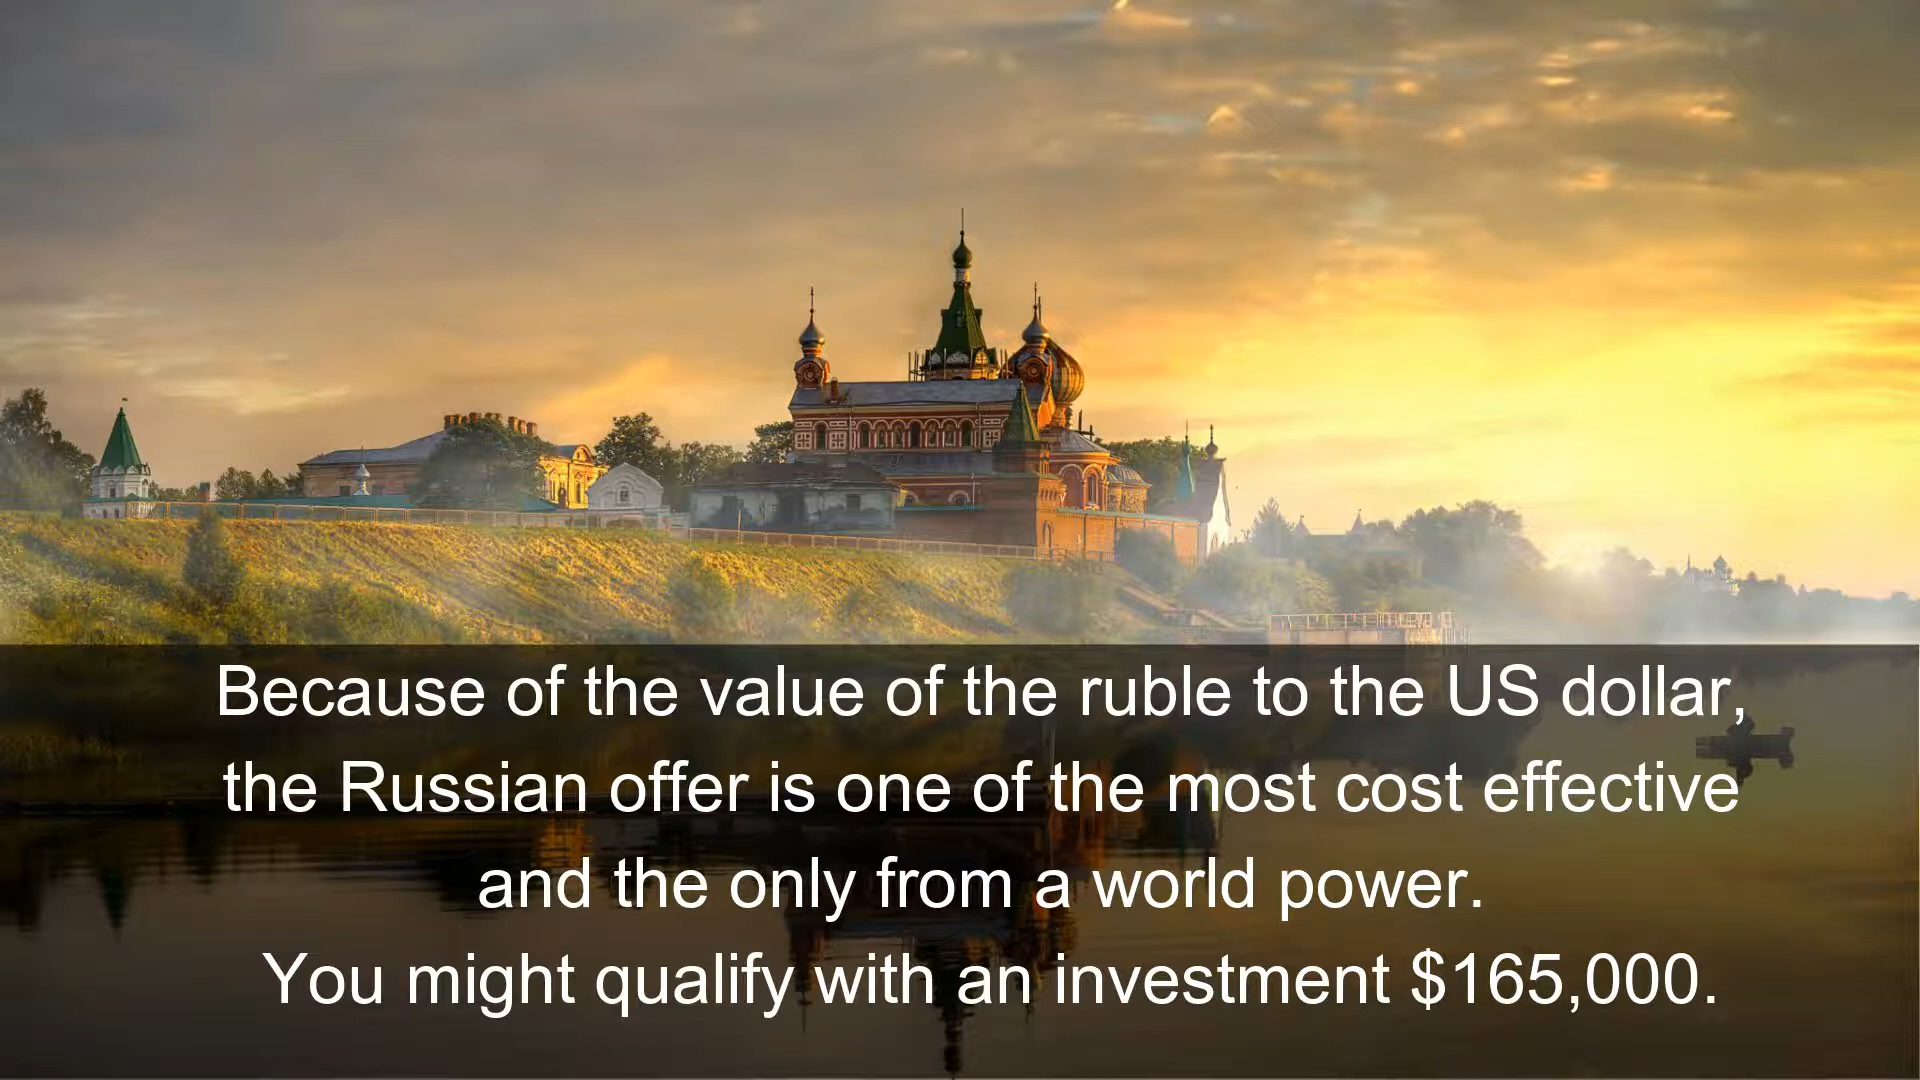 Because of the value of the ruble to the US dollar,
the Russian offer is one of the most cost effective
and the only from a world power.
You might qualify with an investment $165,000.